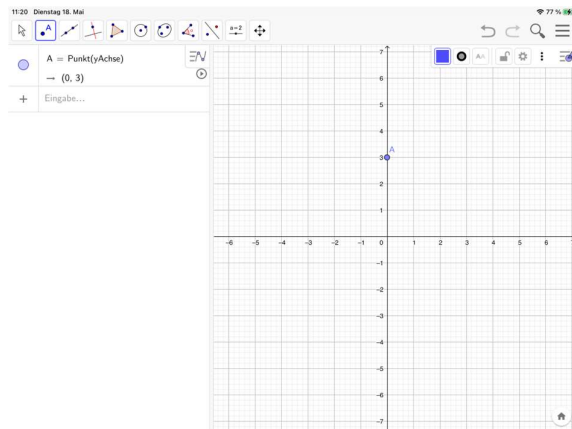 11:20 Dienstag 18. Mai
77 %
A
a=2
A = Punkt(yAchse)
→ (0, 3)
+ Eingabe...
AA
7
6
5
4
3
A
2
1
-6 -5 -4 -3 -2 -1 0 1 2 3 4 5 6
-1
-2
-3
-4
-5
-6
-7